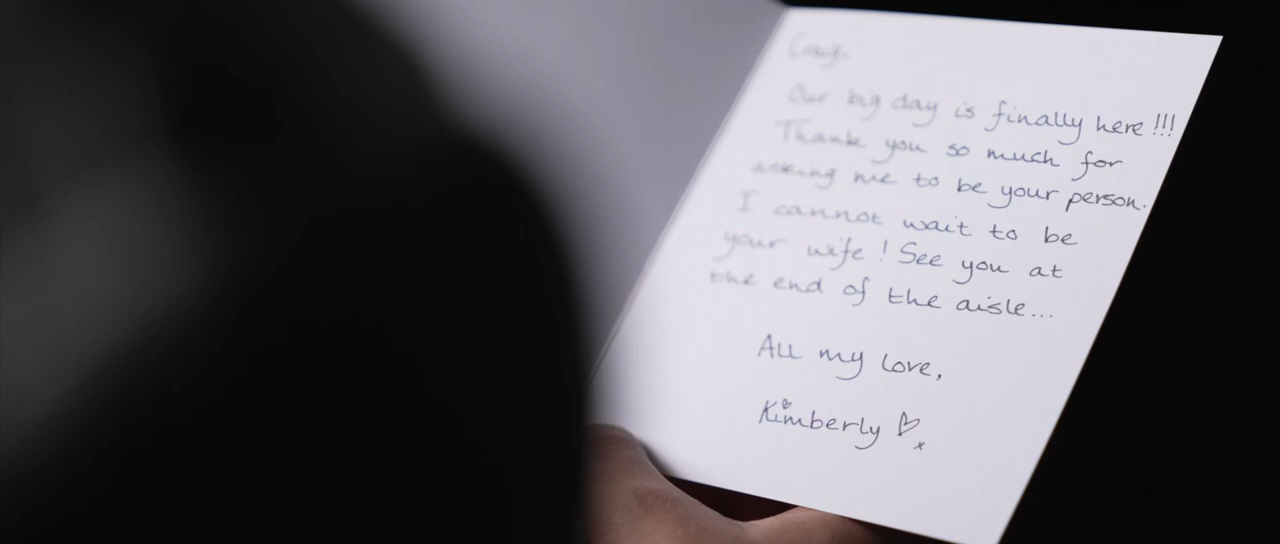 Craig,
Our big day is finally here!!!
Thank you so much for
asking me to be your person.
I cannot wait to be
your wife! See you at
the end of the aisle...
All my love,
Kimberly ♡
x